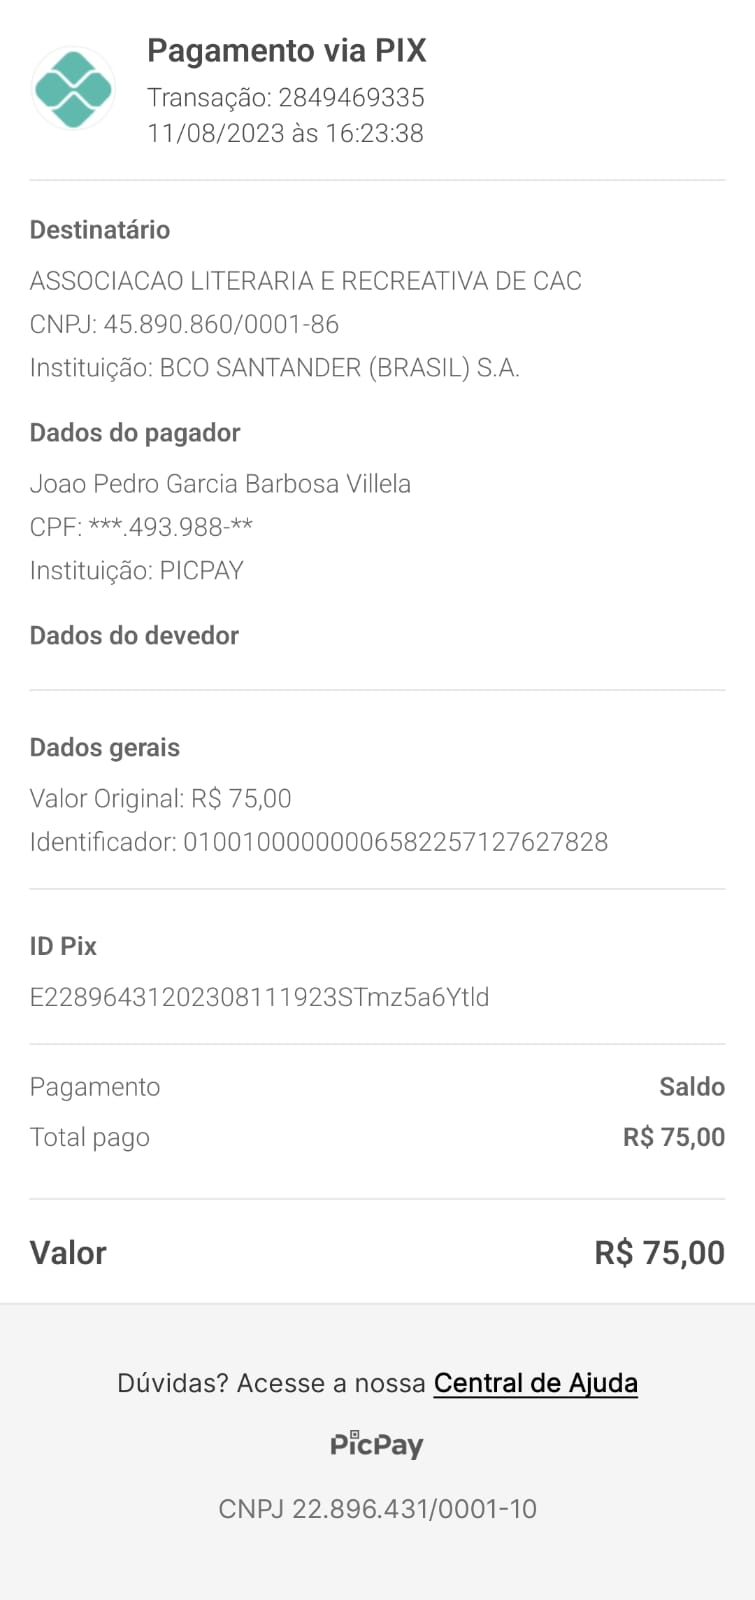 Pagamento via PIX
Transação: 2849469335
11/08/2023 às 16:23:38
Destinatário
ASSOCIACAO LITERARIA E RECREATIVA DE CAC
CNPJ: 45.890.860/0001-86
Instituição: BCO SANTANDER (BRASIL) S.A.
Dados do pagador
Joao Pedro Garcia Barbosa Villela
CPF: ***.493.988-**
Instituição: PICPAY
Dados do devedor
Dados gerais
Valor Original: R$ 75,00
Identificador: 01001000000006582257127627828
ID Pix
E22896431202308111923STmz5a6Ytld
Pagamento Saldo
Total pago R$ 75,00
Valor R$ 75,00
Dúvidas? Acesse a nossa Central de Ajuda
PicPay
CNPJ 22.896.431/0001-10